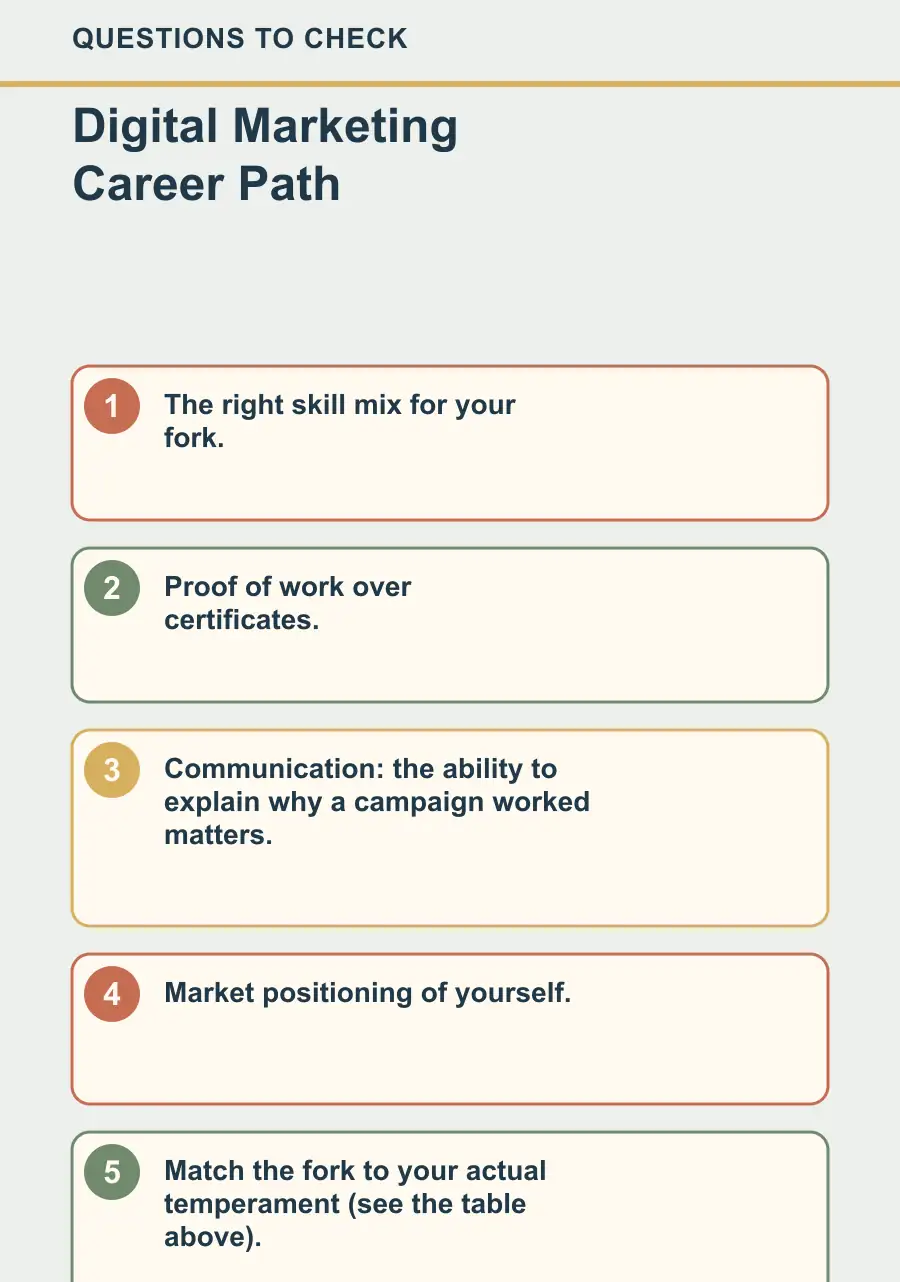 QUESTIONS TO CHECK
Digital Marketing
Career Path
1
The right skill mix for your
fork.
2
Proof of work over
certificates.
3
Communication: the ability to
explain why a campaign worked
matters.
4
Market positioning of yourself.
5
Match the fork to your actual
temperament (see the table
above).